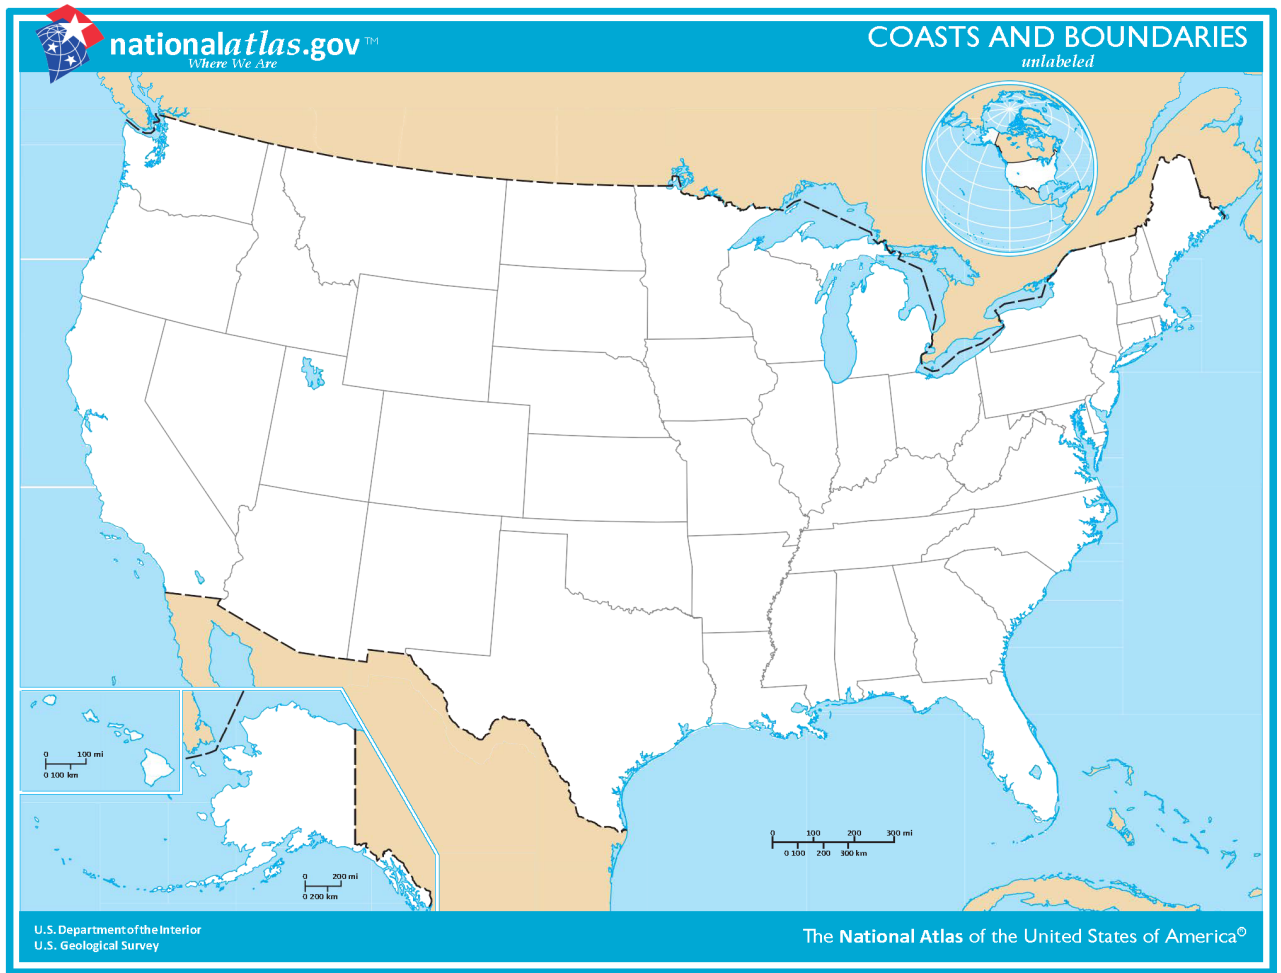 nationalatlas.gov™
Where We Are
COASTS AND BOUNDARIES
unlabeled
0 100 mi
0 100 km
0 200 mi
0 200 km
0 100 200 300 mi
0 100 200 300 km
U.S. Department of the Interior
U.S. Geological Survey
The National Atlas of the United States of America®